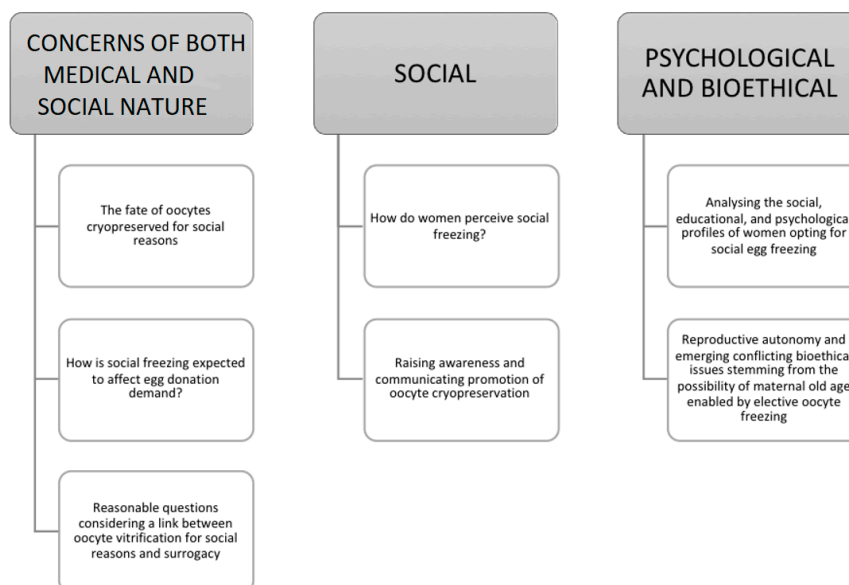 CONCERNS OF BOTH
MEDICAL AND
SOCIAL NATURE
The fate of oocytes
cryopreserved for social
reasons
How is social freezing expected
to affect egg donation
demand?
Reasonable questions
considering a link between
oocyte vitrification for social
reasons and surrogacy
SOCIAL
How do women perceive social
freezing?
Raising awareness and
communicating promotion of
oocyte cryopreservation
PSYCHOLOGICAL
AND BIOETHICAL
Analysing the social,
educational, and psychologica
profiles of women opting for
social egg freezing
Reproductive autonomy and
emerging conflicting bioethica
issues stemming from the
possibility of maternal old age
enabled by elective oocyte
freezing